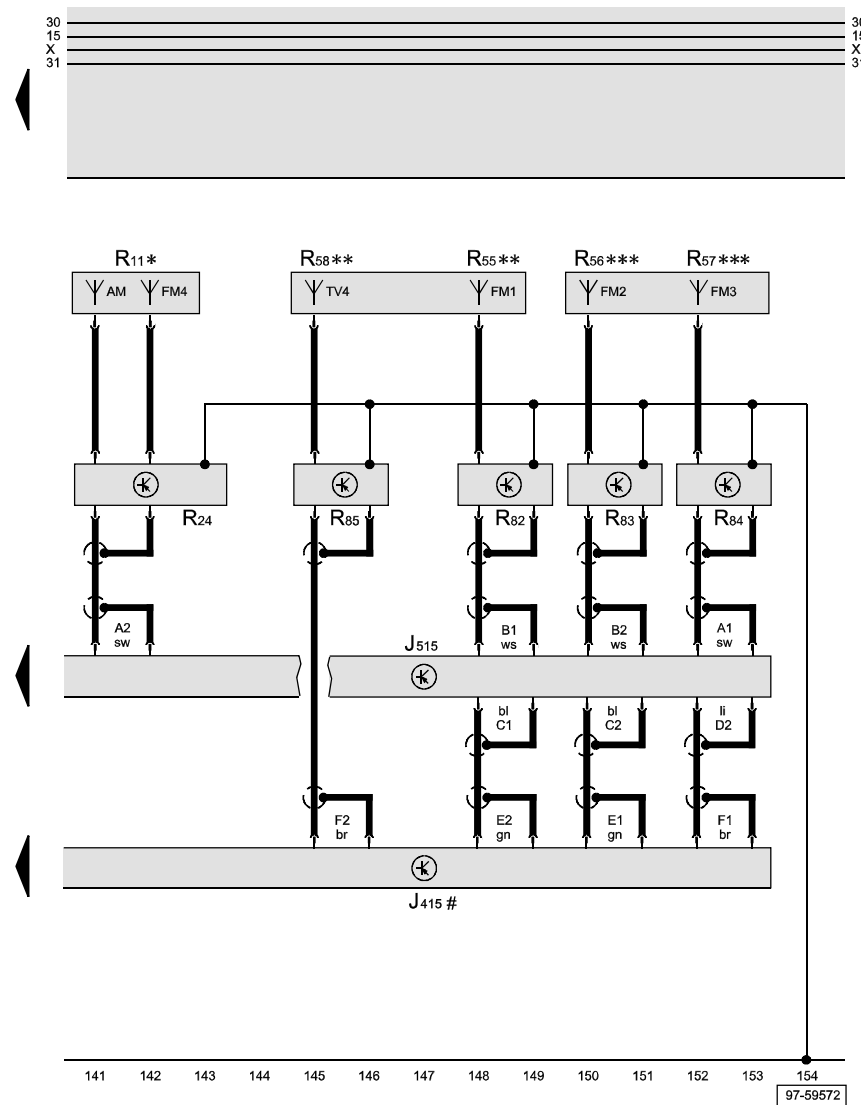 30 30
15 15
X X
31 31
R11* R58** R55** R56*** R57***
AM FM4 TV4 FM1 FM2 FM3
R24 R85 R82 R83 R84
A2 B1 B2 A1
sw ws ws sw
J515
bl bl li
C1 C2 D2
F2 E2 E1 F1
br gn gn br
J415 #
141 142 143 144 145 146 147 148 149 150 151 152 153 154
97-59572